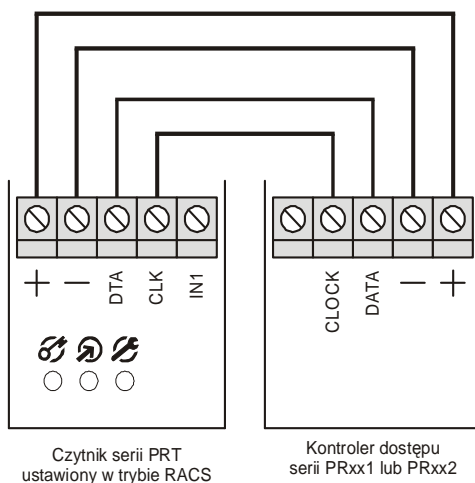 + — DTA CLK IN1
CLOCK DATA — +
Czytnik serii PRT
ustawiony w trybie RACS
Kontroler dostępu
serii PRxx1 lub PRxx2